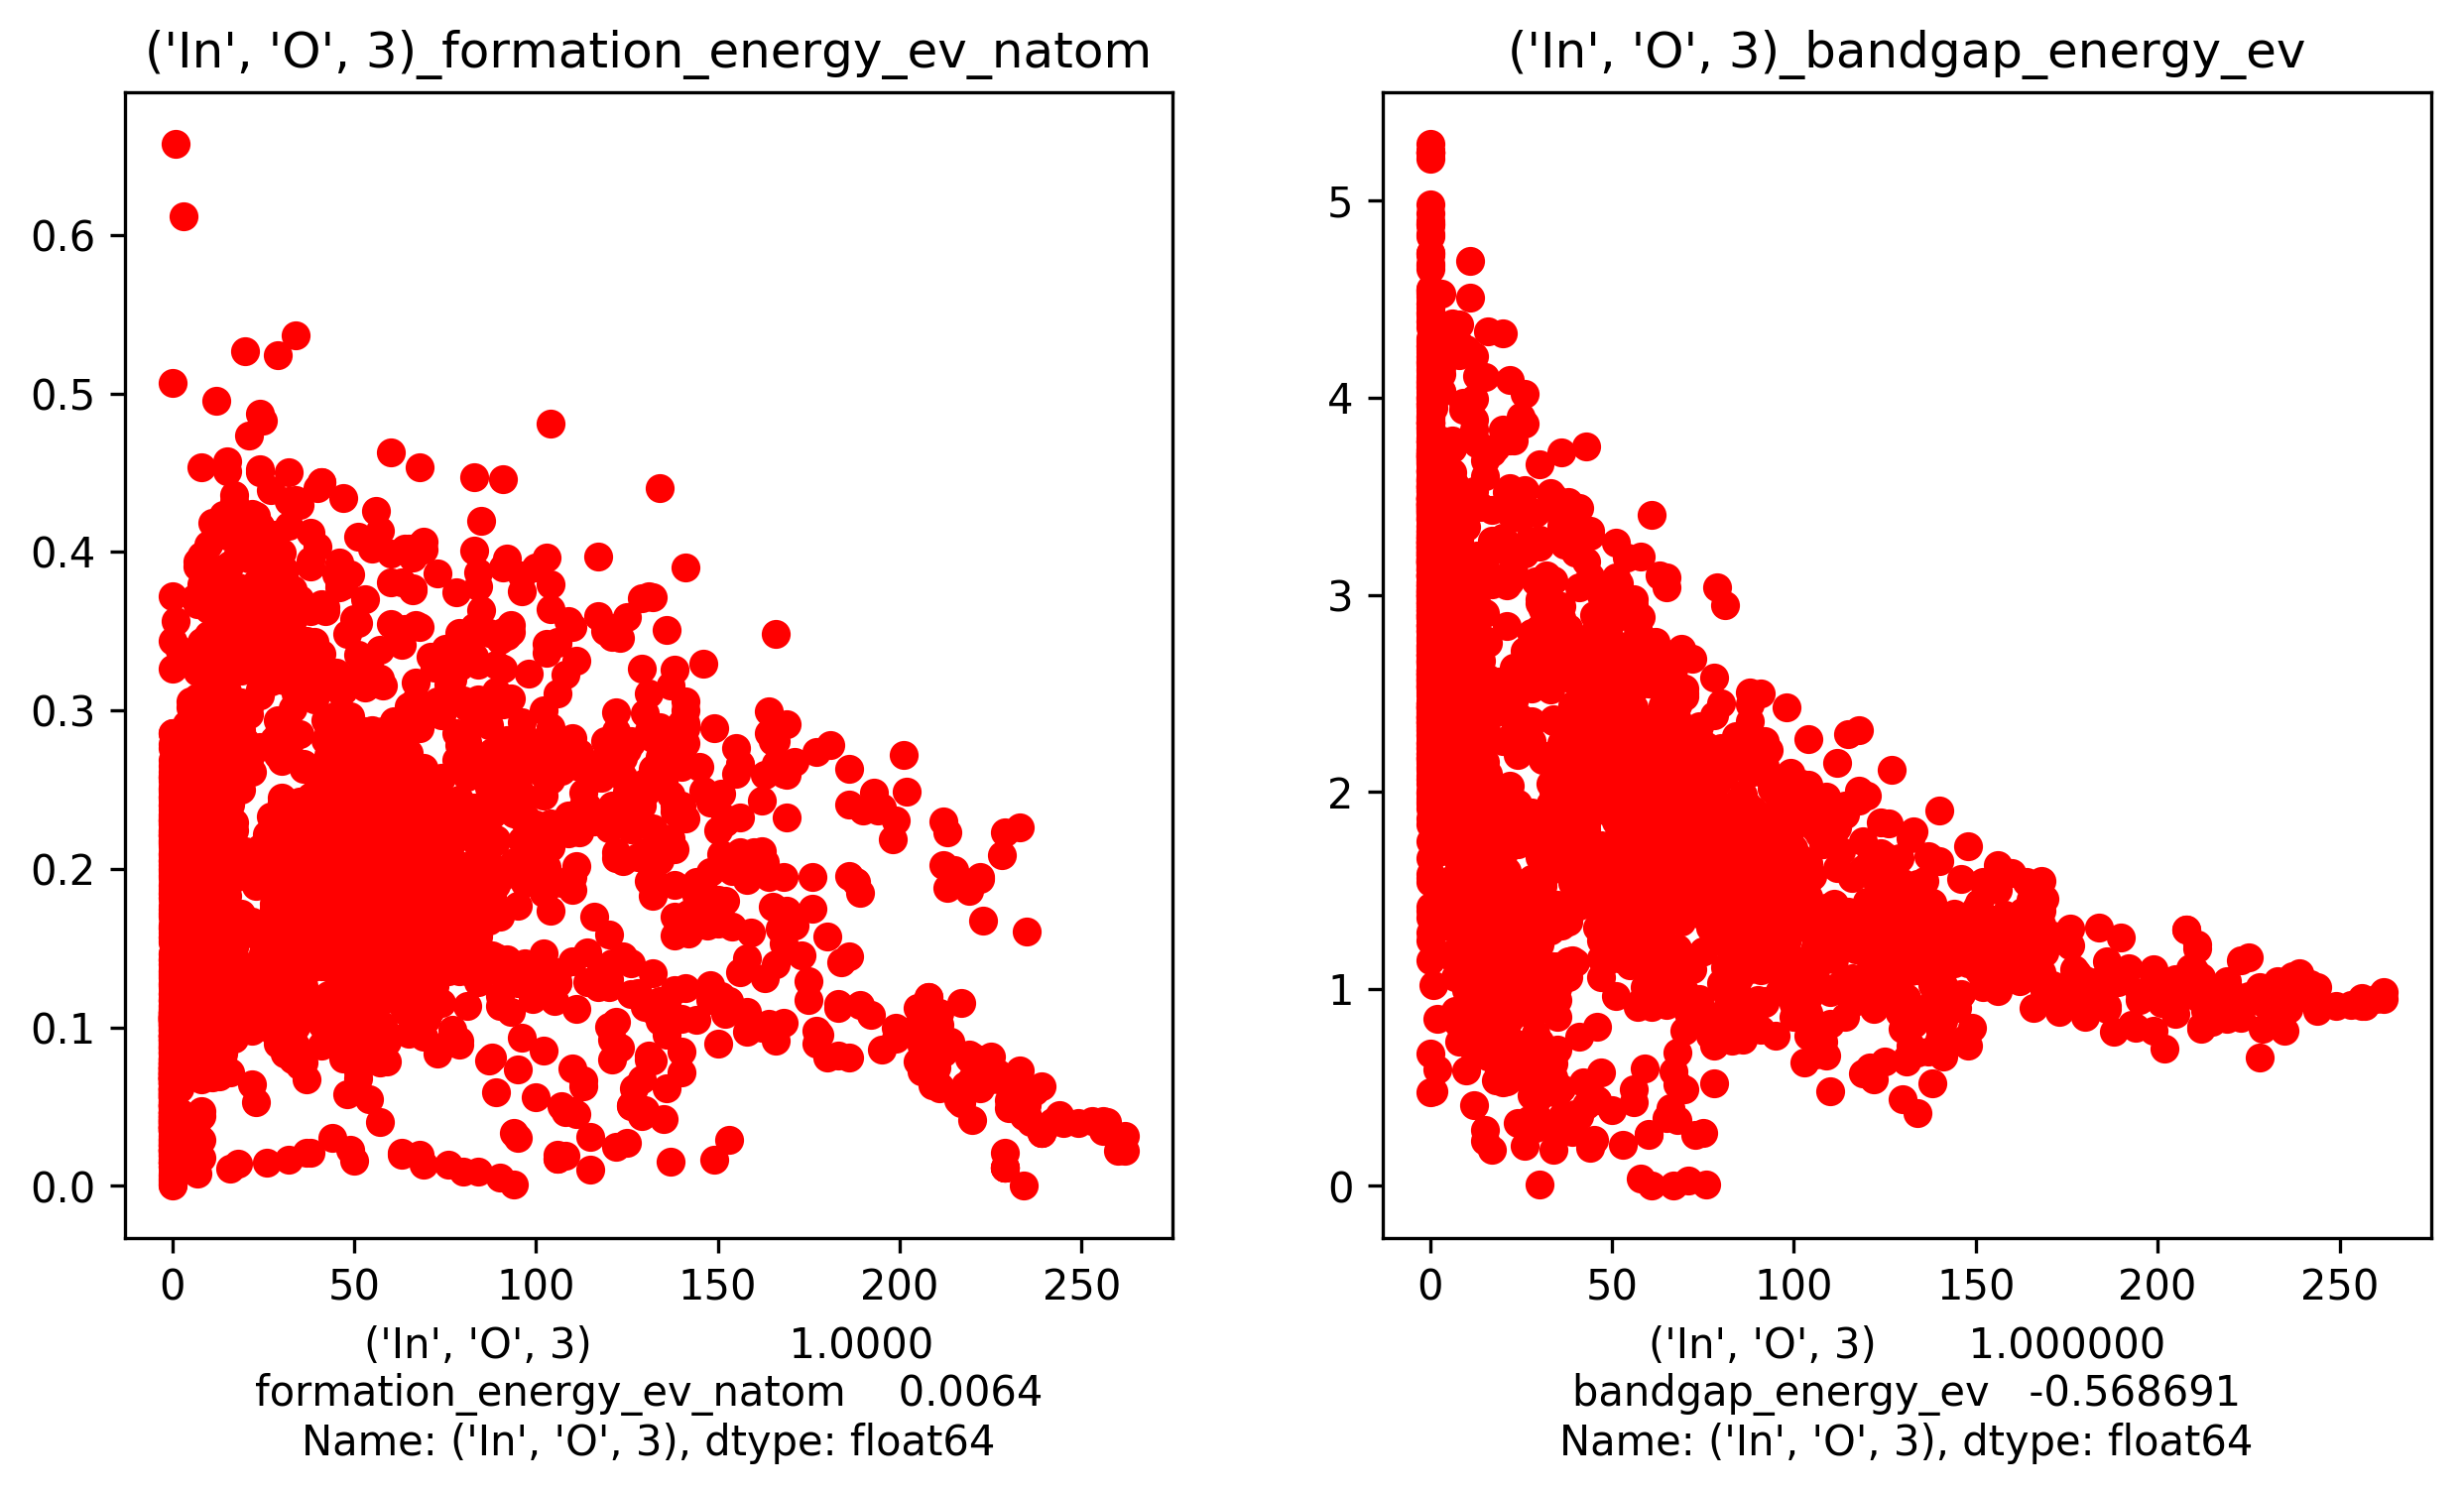 ('In', 'O', 3)_formation_energy_ev_natom
0.6
0.5
0.4
0.3
0.2
0.1
0.0
0 50 100 150 200 250
('In', 'O', 3) 1.0000
formation_energy_ev_natom 0.0064
Name: ('In', 'O', 3), dtype: float64
('In', 'O', 3)_bandgap_energy_ev
5
4
3
2
1
0
0 50 100 150 200 250
('In', 'O', 3) 1.000000
bandgap_energy_ev -0.568691
Name: ('In', 'O', 3), dtype: float64